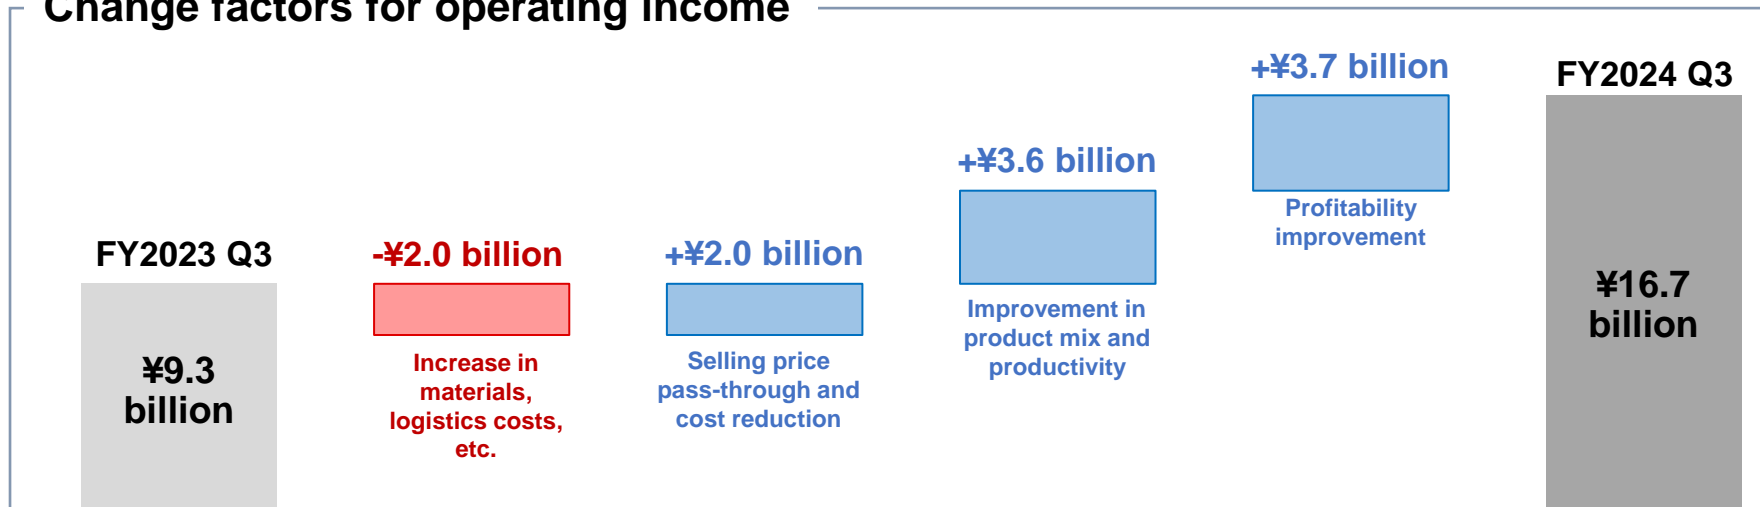 Change factors for operating income
FY2023 Q3
¥9.3
billion
-¥2.0 billion
Increase in
materials,
logistics costs,
etc.
+¥2.0 billion
Selling price
pass-through and
cost reduction
+¥3.6 billion
Improvement in
product mix and
productivity
+¥3.7 billion
Profitability
improvement
FY2024 Q3
¥16.7
billion